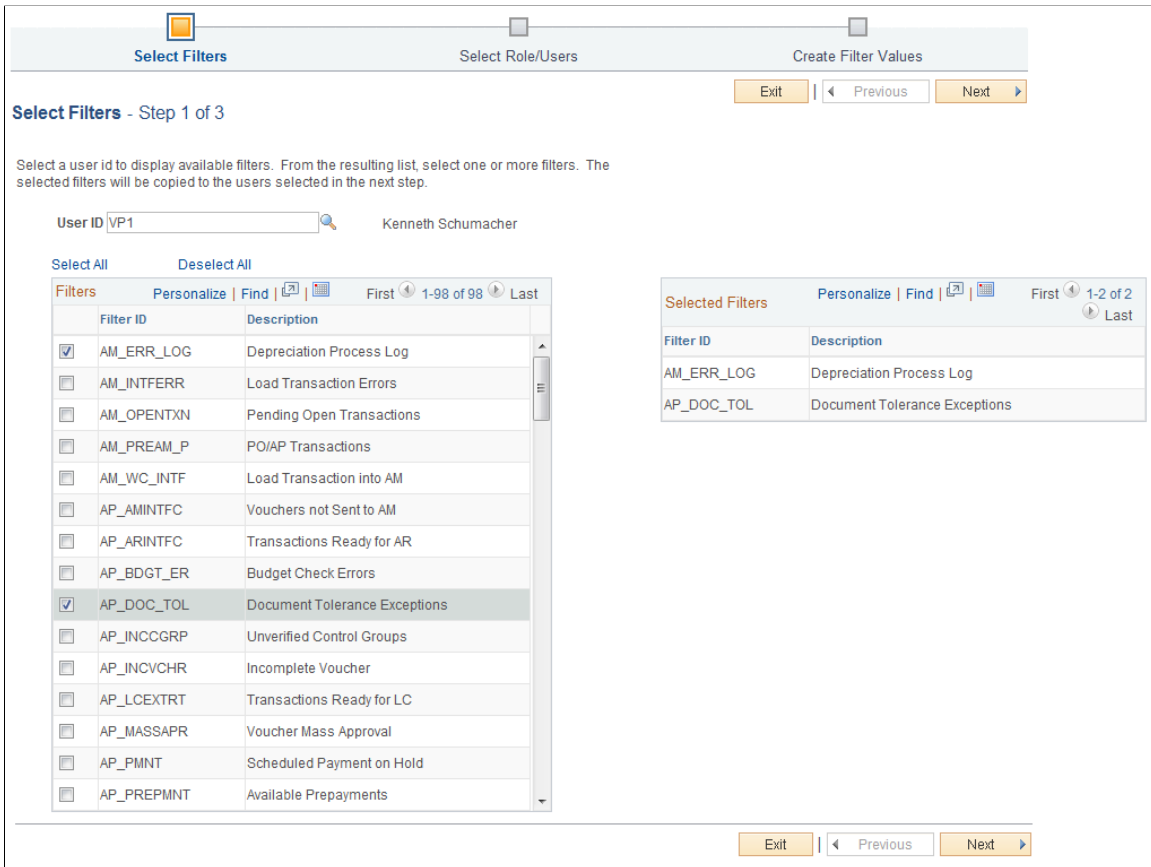 Select Filters
Select Role/Users
Create Filter Values
Exit | Previous Next
Select Filters - Step 1 of 3
Select a user id to display available filters. From the resulting list, select one or more filters. The
selected filters will be copied to the users selected in the next step.
User ID VP1 Kenneth Schumacher
Select All Deselect All
Filters Personalize | Find | | First 1-98 of 98 Last
Filter ID Description
AM_ERR_LOG Depreciation Process Log
AM_INTFERR Load Transaction Errors
AM_OPENTXN Pending Open Transactions
AM_PREAM_P PO/AP Transactions
AM_WC_INTF Load Transaction into AM
AP_AMINTFC Vouchers not Sent to AM
AP_ARINTFC Transactions Ready for AR
AP_BDGT_ER Budget Check Errors
AP_DOC_TOL Document Tolerance Exceptions
AP_INCCGRP Unverified Control Groups
AP_INCVCHR Incomplete Voucher
AP_LCEXTRT Transactions Ready for LC
AP_MASSAPR Voucher Mass Approval
AP_PMNT Scheduled Payment on Hold
AP_PREPMNT Available Prepayments
Selected Filters Personalize | Find | | First 1-2 of 2
Last
Filter ID Description
AM_ERR_LOG Depreciation Process Log
AP_DOC_TOL Document Tolerance Exceptions
Exit | Previous Next